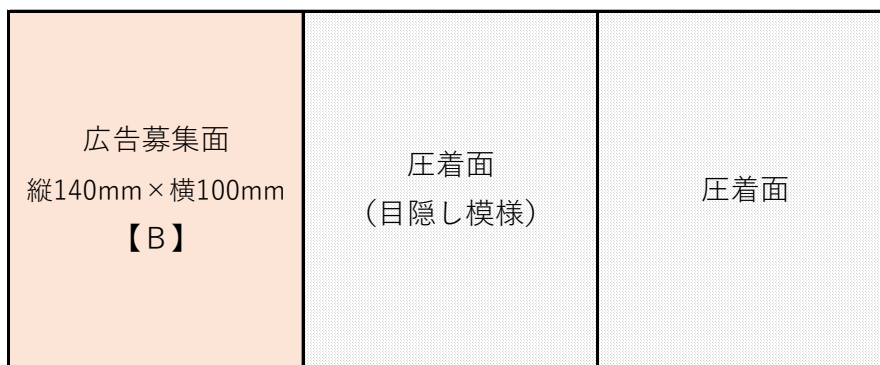 広告募集面
縦140mm×横100mm
【B】
圧着面
（目隠し模様）
圧着面